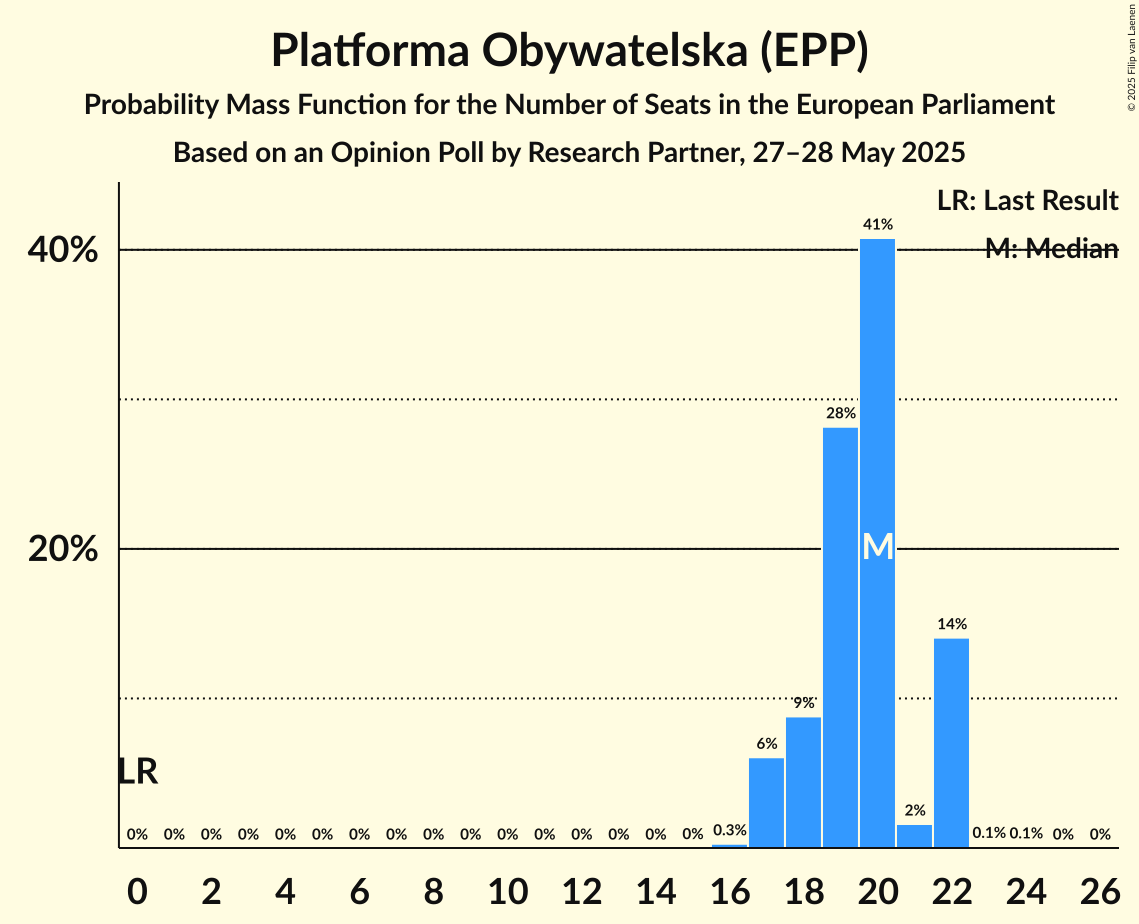 Platforma Obywatelska (EPP)
Probability Mass Function for the Number of Seats in the European Parliament
Based on an Opinion Poll by Research Partner, 27–28 May 2025
© 2025 Filip van Laenen
LR: Last Result
M: Median
40%
20%
41%
28%
M
14%
9%
6%
2%
LR
0% 0% 0% 0% 0% 0% 0% 0% 0% 0% 0% 0% 0% 0% 0% 0% 0.3% 0.1% 0.1% 0% 0%
0 2 4 6 8 10 12 14 16 18 20 22 24 26